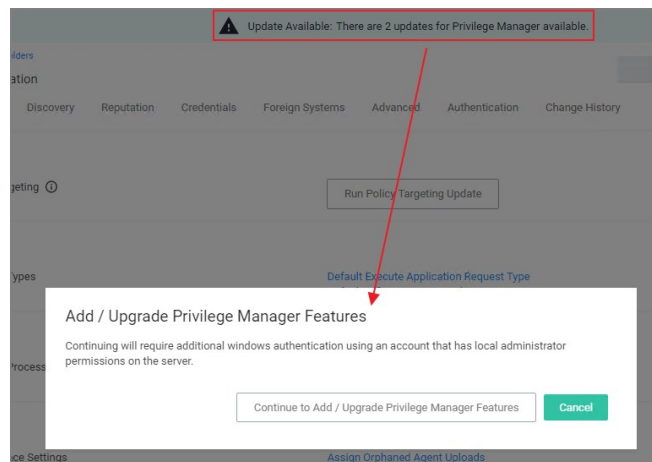 Update Available: There are 2 updates for Privilege Manager available.
Discovery Reputation Credentials Foreign Systems Advanced Authentication Change History
Run Policy Targeting Update
Default Execute Application Request Type
Add / Upgrade Privilege Manager Features
Continuing will require additional windows authentication using an account that has local administrator
permissions on the server.
Continue to Add / Upgrade Privilege Manager Features Cancel
Assign Orphaned Agent Uploads
Settings